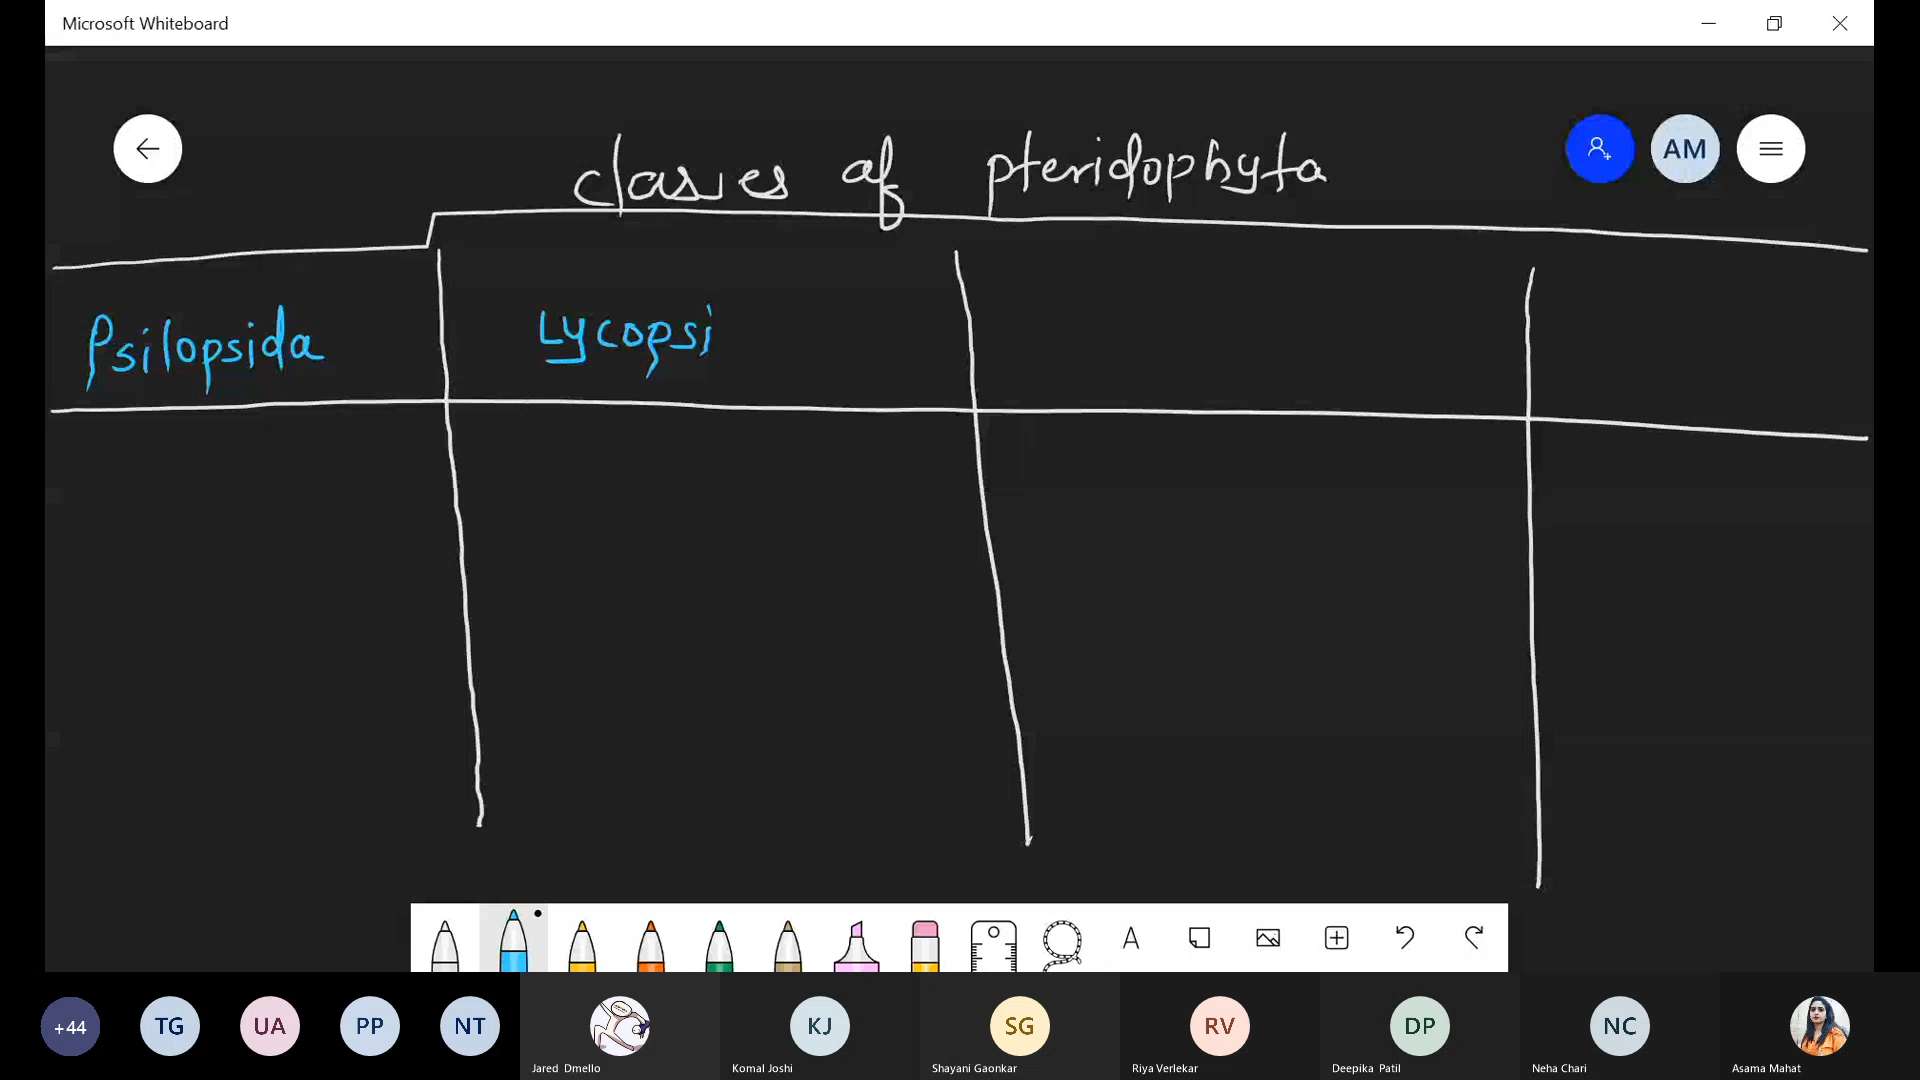 Microsoft Whiteboard
classes of pteridophyta
AM
Psilopsida
Lycopsi
A
+44
TG
UA
PP
NT
KJ
SG
RV
DP
NC
Jared Dmello
Komal Joshi
Shayani Gaonkar
Riya Verlekar
Deepika Patil
Neha Chari
Asama Mahat